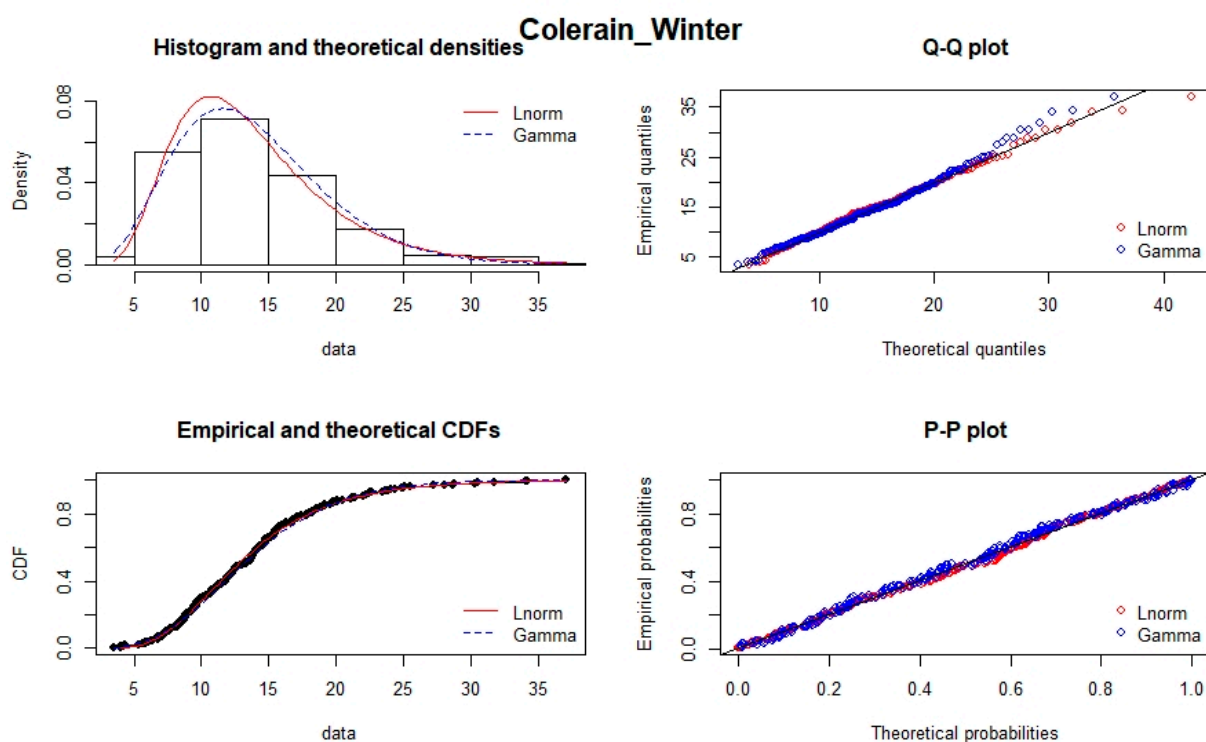 Colerain_Winter
Histogram and theoretical densities
Density
0.00
0.04
0.08
Lnorm
Gamma
5 10 15 20 25 30 35
data
Q-Q plot
Empirical quantiles
5
15
25
35
Lnorm
Gamma
10 20 30 40
Theoretical quantiles
Empirical and theoretical CDFs
CDF
0.0
0.4
0.8
Lnorm
Gamma
5 10 15 20 25 30 35
data
P-P plot
Empirical probabilities
0.0
0.4
0.8
Lnorm
Gamma
0.0 0.2 0.4 0.6 0.8 1.0
Theoretical probabilities